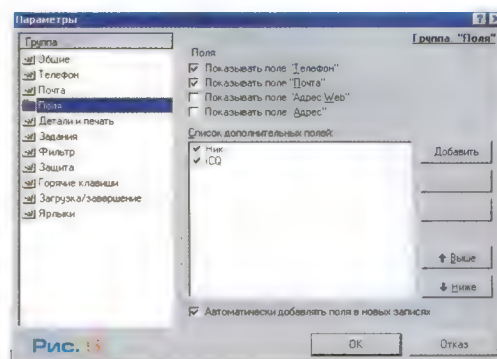 Параметры
Группа
Общие
Телефон
Почта
Поля
Детали и печать
Задания
Фильтр
Защита
Горячие клавиши
Загрузка/завершение
Ярлыки
Группа "Поля"
Поля
Показывать поле "Телефон"
Показывать поле "Почта"
Показывать поле "Адрес Web"
Показывать поле "Адрес"
Список дополнительных полей:
Ник
ICQ
Добавить
Выше
Ниже
Автоматически добавлять поля в новых записях
OK
Отказ
Рис.